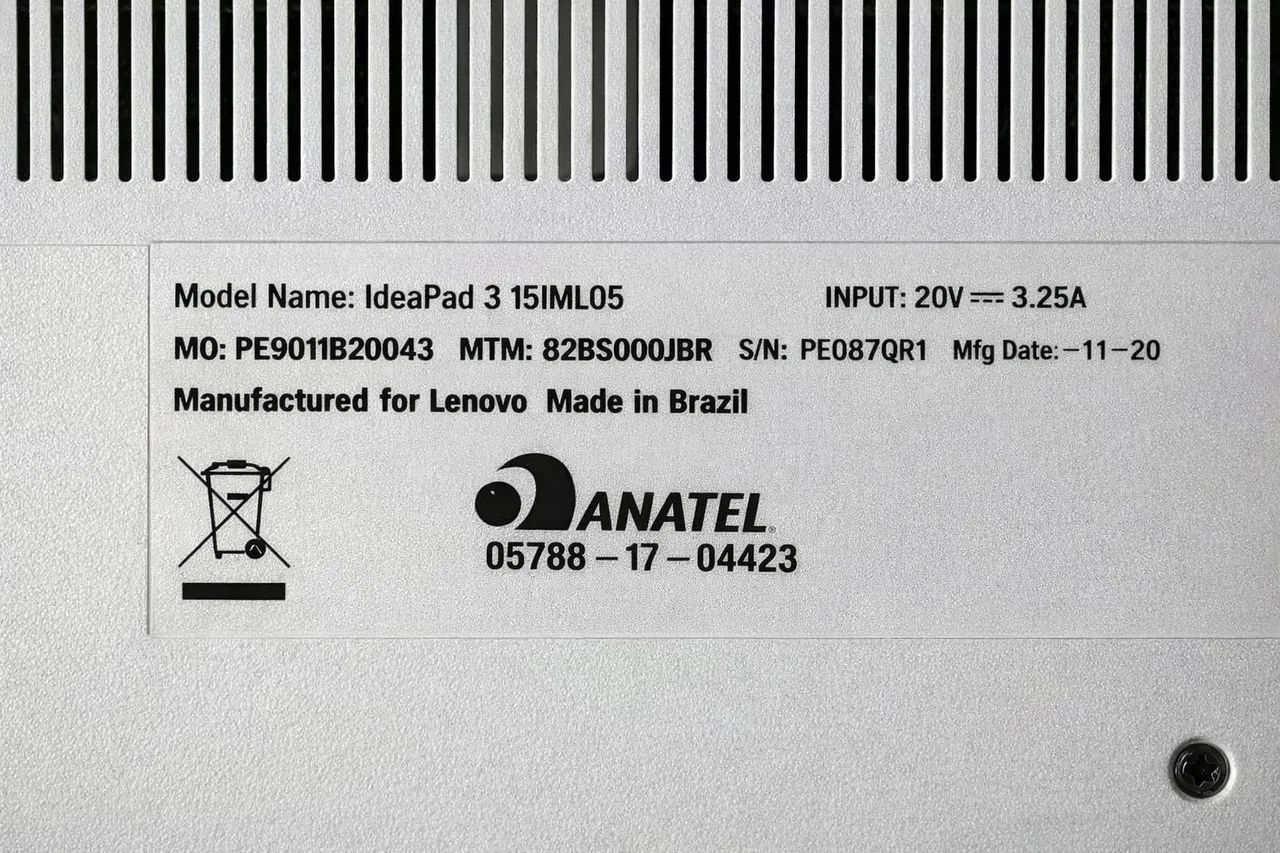 Model Name: IdeaPad 3 15IML05 INPUT: 20V ⎓ 3.25A
MO: PE9011B20043 MTM: 82BS000JBR S/N: PE087QR1 Mfg Date:–11–20
Manufactured for Lenovo Made in Brazil
ANATEL®
05788–17–04423